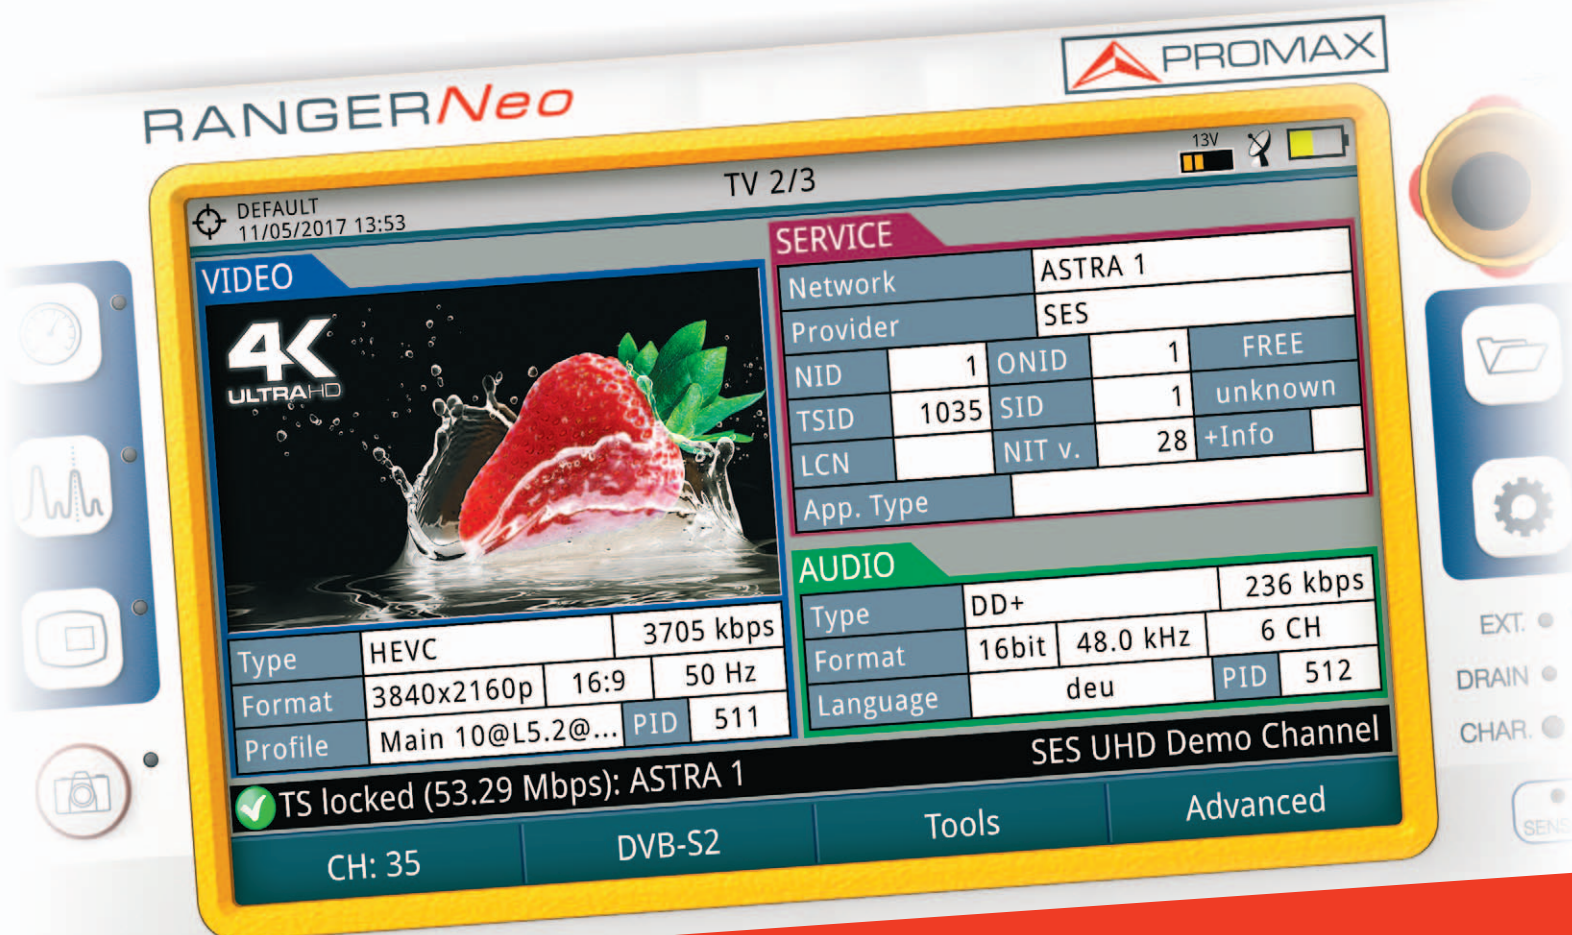 RANGERNeo
PROMAX
DEFAULT
11/05/2017 13:53
TV 2/3
13V
VIDEO
4K
ULTRAHD
Type HEVC 3705 kbps
Format 3840x2160p 16:9 50 Hz
Profile Main 10@L5.2@... PID 511
SERVICE
Network ASTRA 1
Provider SES
NID 1 ONID 1 FREE
TSID 1035 SID 1 unknown
LCN NIT v. 28 +Info
App. Type
AUDIO
Type DD+ 236 kbps
Format 16bit 48.0 kHz 6 CH
Language deu PID 512
TS locked (53.29 Mbps): ASTRA 1 SES UHD Demo Channel
CH: 35 DVB-S2 Tools Advanced
EXT.
DRAIN
CHAR.
SENS